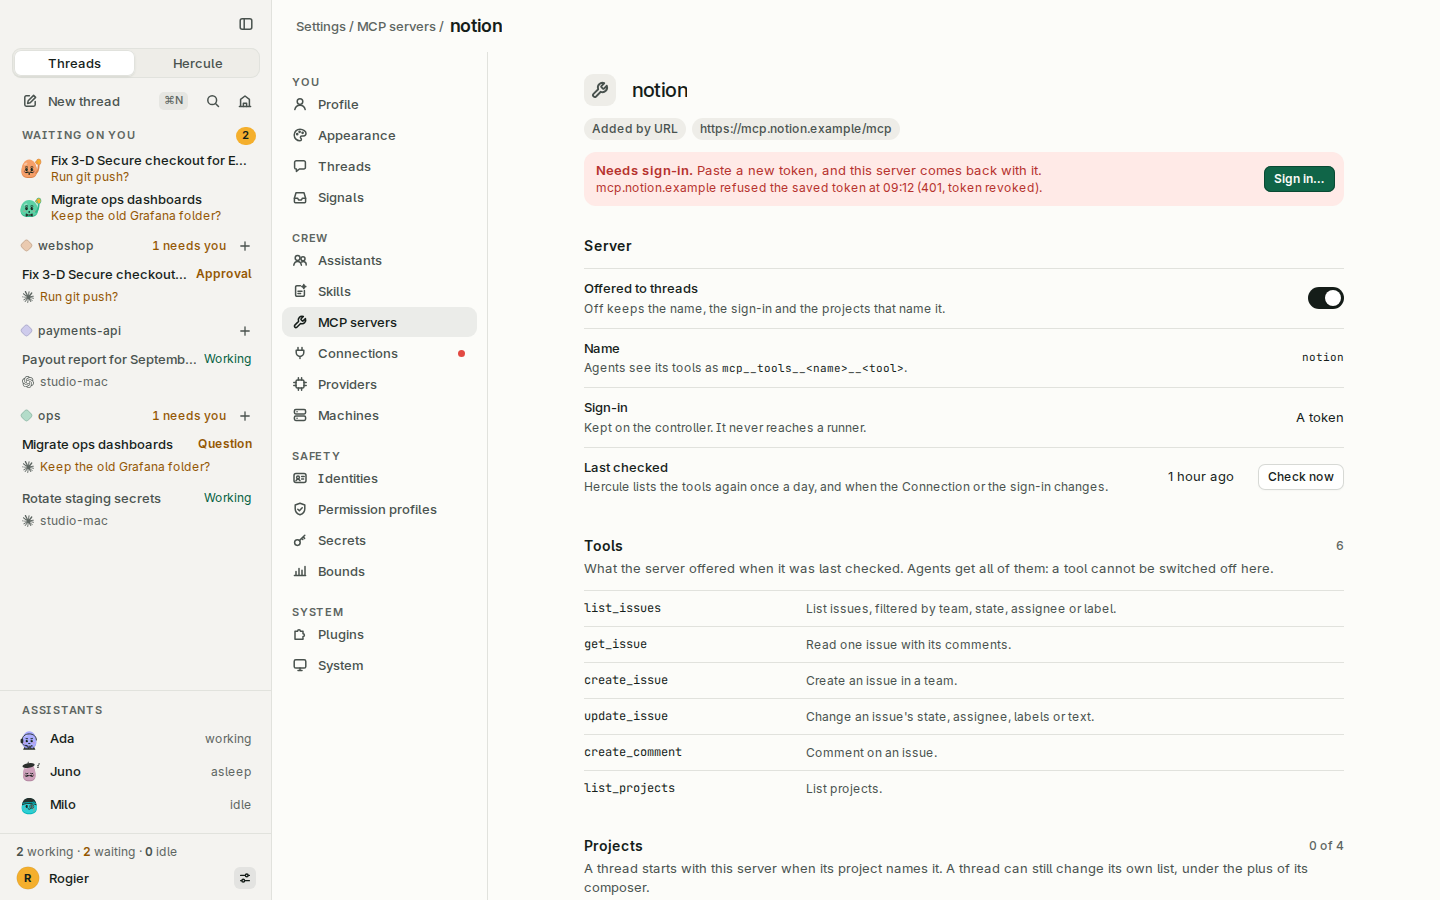 Threads
Hercule
New thread
⌘N
WAITING ON YOU
2
Fix 3-D Secure checkout for E...
Run git push?
Migrate ops dashboards
Keep the old Grafana folder?
webshop
1 needs you
Fix 3-D Secure checkout...
Approval
Run git push?
payments-api
Payout report for Septemb...
Working
studio-mac
ops
1 needs you
Migrate ops dashboards
Question
Keep the old Grafana folder?
Rotate staging secrets
Working
studio-mac
ASSISTANTS
Ada
working
Juno
asleep
Milo
idle
2 working · 2 waiting · 0 idle
R
Rogier
Settings / MCP servers / notion
YOU
Profile
Appearance
Threads
Signals
CREW
Assistants
Skills
MCP servers
Connections
Providers
Machines
SAFETY
Identities
Permission profiles
Secrets
Bounds
SYSTEM
Plugins
System
notion
Added by URL
https://mcp.notion.example/mcp
Needs sign-in. Paste a new token, and this server comes back with it.
mcp.notion.example refused the saved token at 09:12 (401, token revoked).
Sign in...
Server
Offered to threads
Off keeps the name, the sign-in and the projects that name it.
Name
Agents see its tools as mcp__tools__<name>__<tool>.
notion
Sign-in
Kept on the controller. It never reaches a runner.
A token
Last checked
Hercule lists the tools again once a day, and when the Connection or the sign-in changes.
1 hour ago
Check now
Tools
6
What the server offered when it was last checked. Agents get all of them: a tool cannot be switched off here.
list_issues
List issues, filtered by team, state, assignee or label.
get_issue
Read one issue with its comments.
create_issue
Create an issue in a team.
update_issue
Change an issue's state, assignee, labels or text.
create_comment
Comment on an issue.
list_projects
List projects.
Projects
0 of 4
A thread starts with this server when its project names it. A thread can still change its own list, under the plus of its
composer.